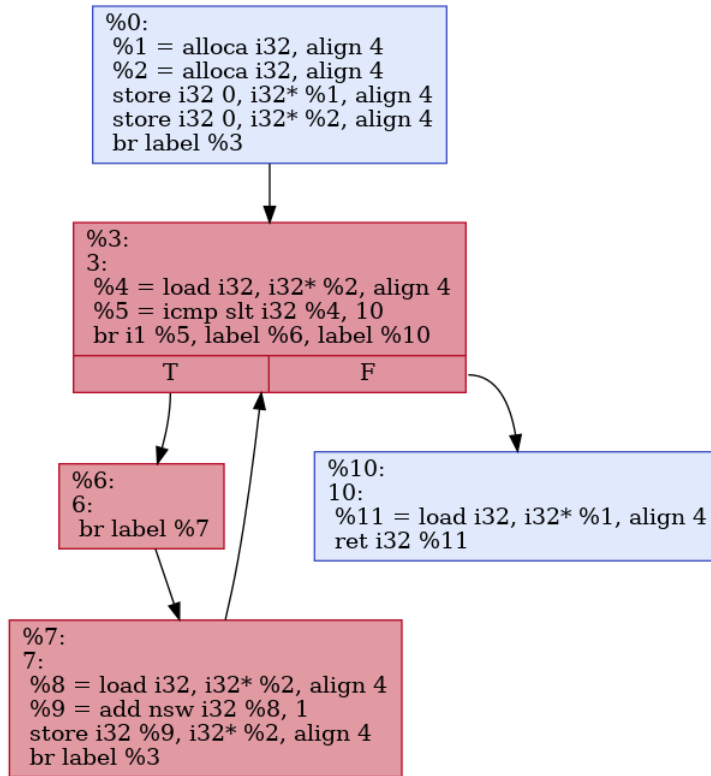 %0:
%1 = alloca i32, align 4
%2 = alloca i32, align 4
store i32 0, i32* %1, align 4
store i32 0, i32* %2, align 4
br label %3
%3:
3:
%4 = load i32, i32* %2, align 4
%5 = icmp slt i32 %4, 10
br i1 %5, label %6, label %10
T
F
%6:
6:
br label %7
%10:
10:
%11 = load i32, i32* %1, align 4
ret i32 %11
%7:
7:
%8 = load i32, i32* %2, align 4
%9 = add nsw i32 %8, 1
store i32 %9, i32* %2, align 4
br label %3